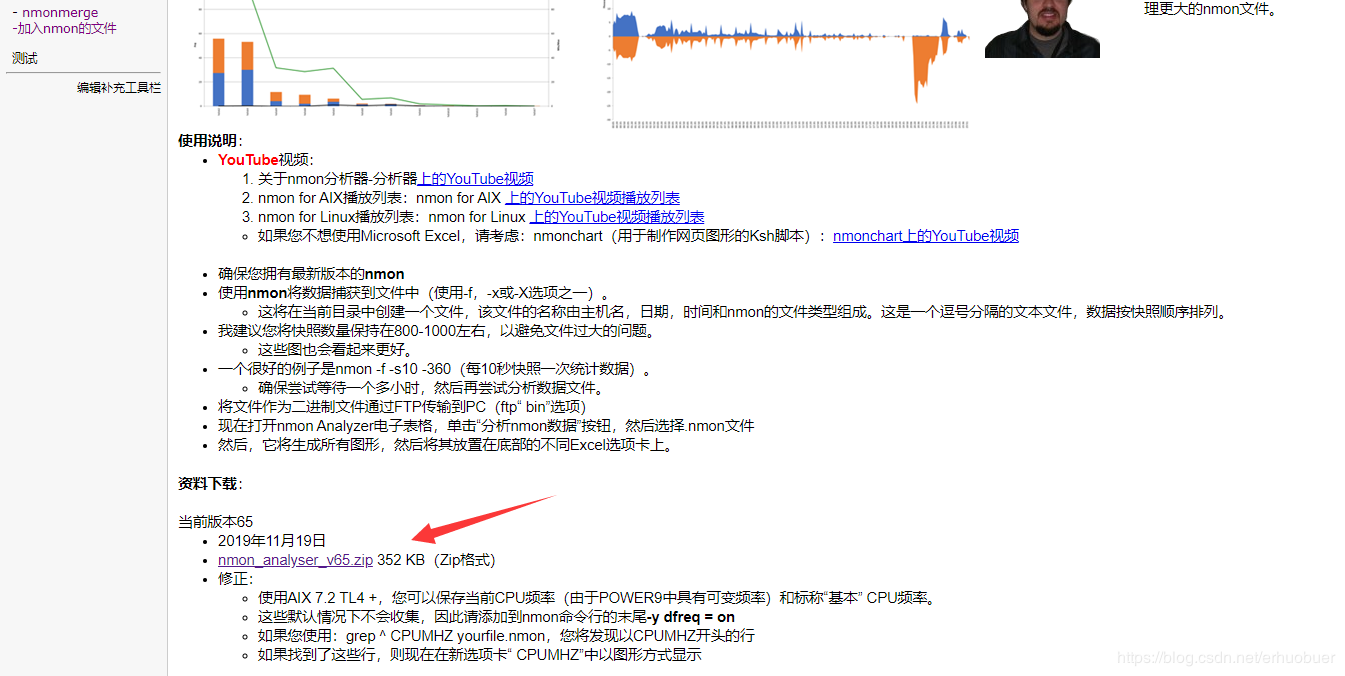 - nmonmerge
-加入nmon的文件
测试
编辑补充工具栏
理更大的nmon文件。
使用说明：
YouTube视频：
1. 关于nmon分析器-分析器上的YouTube视频
2. nmon for AIX播放列表：nmon for AIX 上的YouTube视频播放列表
3. nmon for Linux播放列表：nmon for Linux 上的YouTube视频播放列表
如果您不想使用Microsoft Excel，请考虑：nmonchart（用于制作网页图形的Ksh脚本）：nmonchart上的YouTube视频
确保您拥有最新版本的nmon
使用nmon将数据捕获到文件中（使用-f，-x或-X选项之一）。
这将在当前目录中创建一个文件，该文件的名称由主机名，日期，时间和nmon的文件类型组成。这是一个逗号分隔的文本文件，数据按快照顺序排列。
我建议您将快照数量保持在800-1000左右，以避免文件过大的问题。
这些图也会看起来更好。
一个很好的例子是nmon -f -s10 -360（每10秒快照一次统计数据）。
确保尝试等待一个多小时，然后再尝试分析数据文件。
将文件作为二进制文件通过FTP传输到PC（ftp“ bin”选项）
现在打开nmon Analyzer电子表格，单击“分析nmon数据”按钮，然后选择.nmon文件
然后，它将生成所有图形，然后将其放置在底部的不同Excel选项卡上。
资料下载：
当前版本65
2019年11月19日
nmon_analyser_v65.zip 352 KB（Zip格式）
修正：
使用AIX 7.2 TL4 +，您可以保存当前CPU频率（由于POWER9中具有可变频率）和标称“基本” CPU频率。
这些默认情况下不会收集，因此请添加到nmon命令行的末尾-y dfreq = on
如果您使用：grep ^ CPUMHZ yourfile.nmon，您将发现以CPUMHZ开头的行
如果找到了这些行，则现在在新选项卡“ CPUMHZ”中以图形方式显示
https://blog.csdn.net/erhuobuer